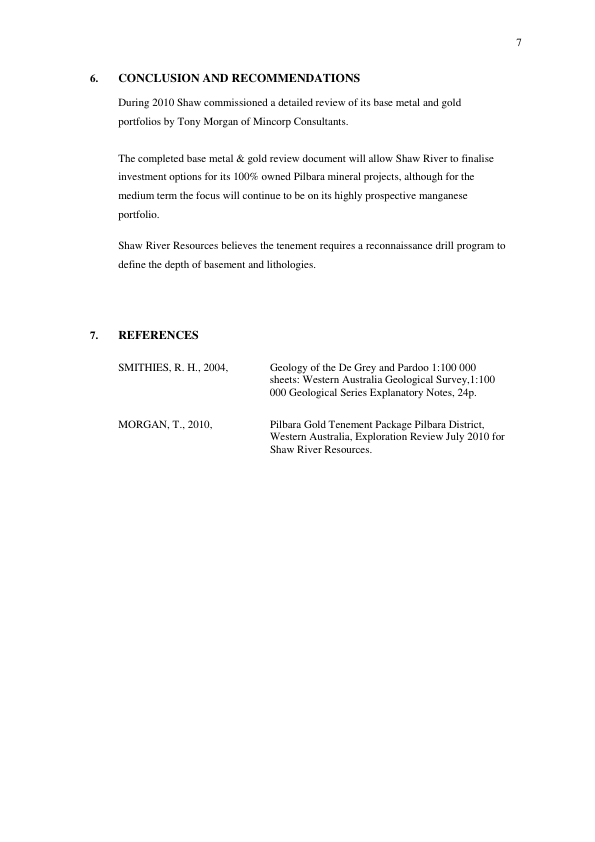 7
6. CONCLUSION AND RECOMMENDATIONS
During 2010 Shaw commissioned a detailed review of its base metal and gold
portfolios by Tony Morgan of Mincorp Consultants.
The completed base metal & gold review document will allow Shaw River to finalise
investment options for its 100% owned Pilbara mineral projects, although for the
medium term the focus will continue to be on its highly prospective manganese
portfolio.
Shaw River Resources believes the tenement requires a reconnaissance drill program to
define the depth of basement and lithologies.
7. REFERENCES
SMITHIES, R. H., 2004, Geology of the De Grey and Pardoo 1:100 000
sheets: Western Australia Geological Survey,1:100
000 Geological Series Explanatory Notes, 24p.
MORGAN, T., 2010, Pilbara Gold Tenement Package Pilbara District,
Western Australia, Exploration Review July 2010 for
Shaw River Resources.